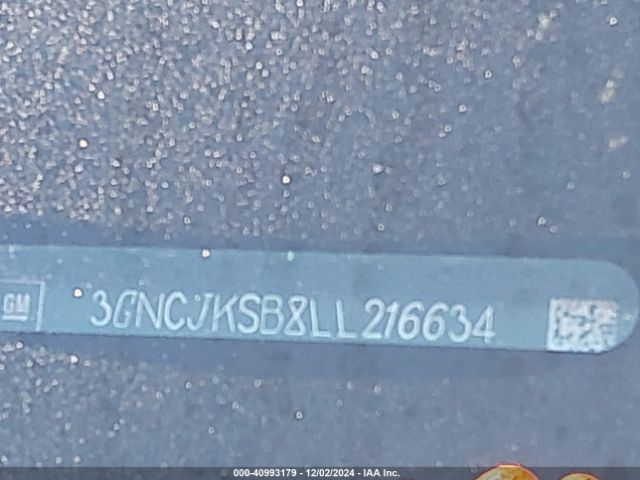 GM 3GNCJKSB8LL216634
000-40993179 - 12/02/2024 - IAA Inc.